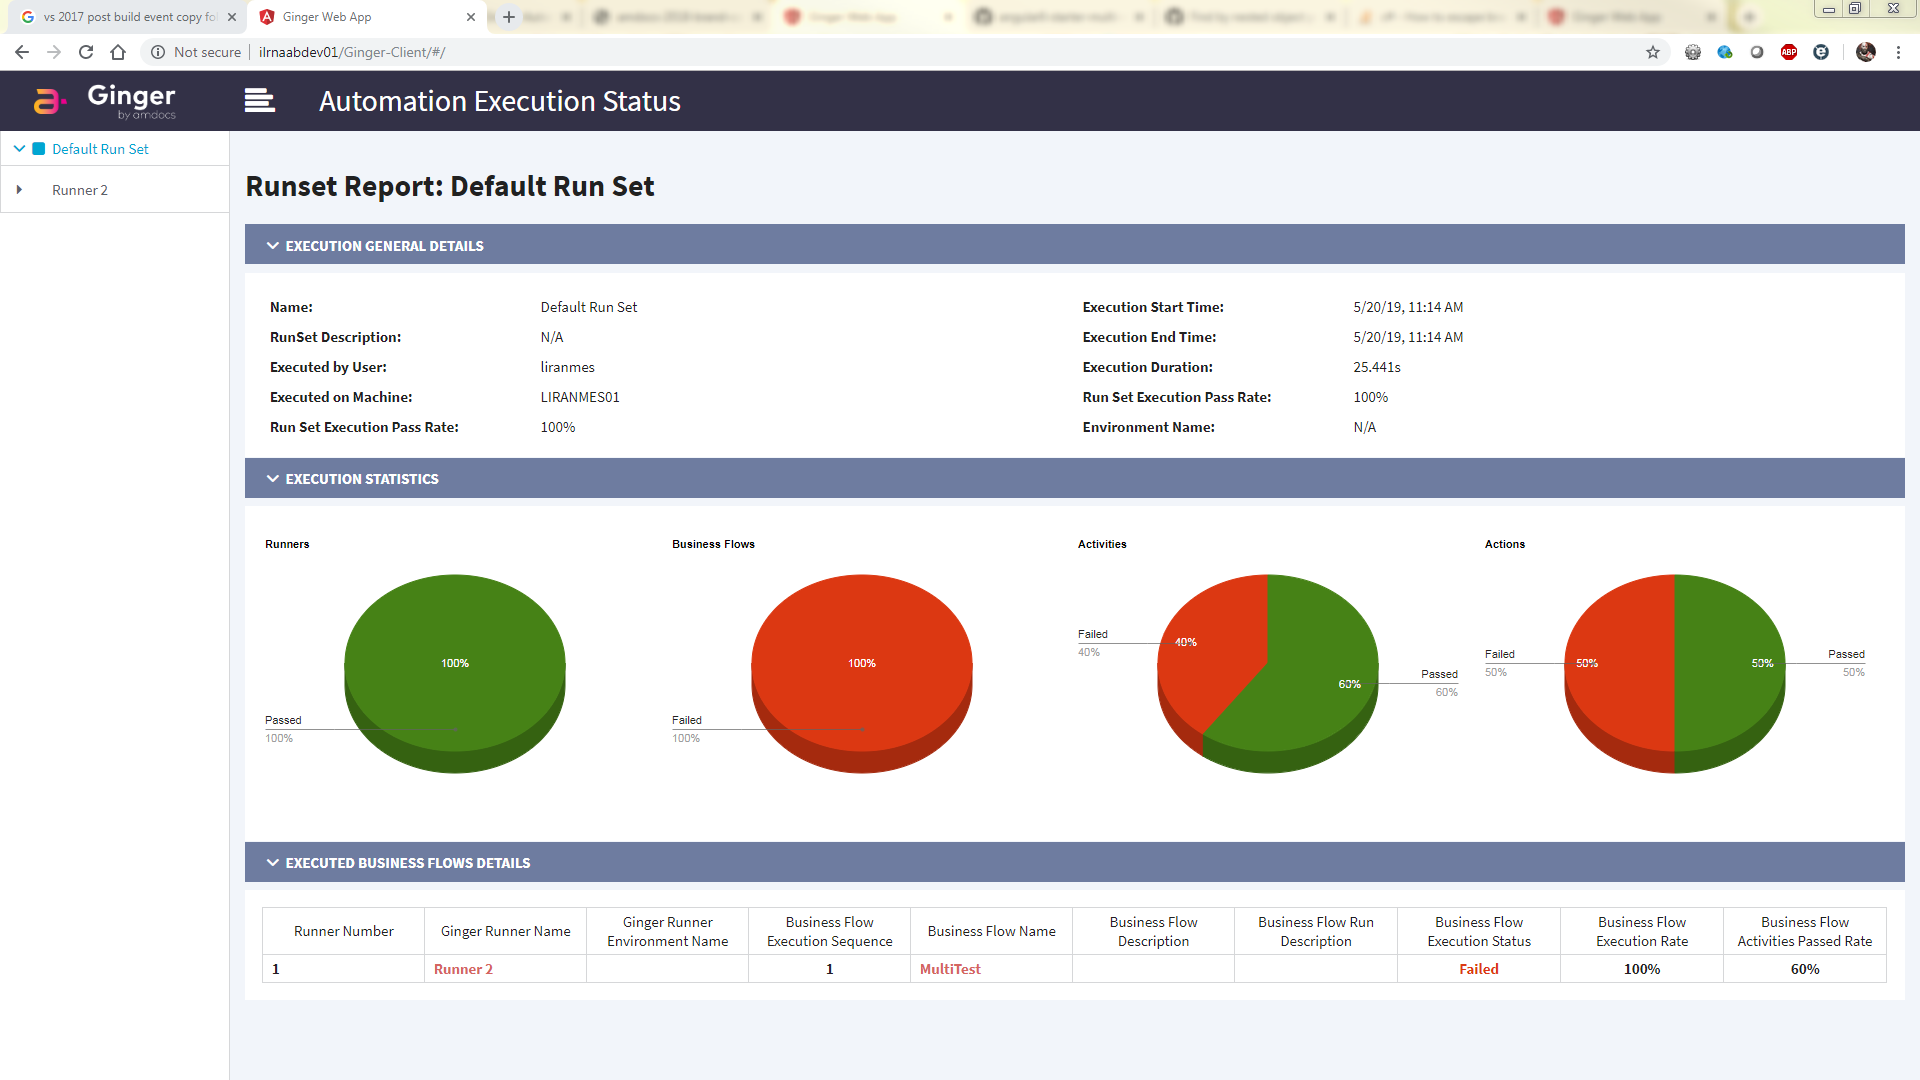 vs 2017 post build event copy fo
Ginger Web App
Not secure
ilrnaabdev01/Ginger-Client/#/
ABP
Ginger
by amdocs
Automation Execution Status
Default Run Set
Runner 2
Runset Report: Default Run Set
EXECUTION GENERAL DETAILS
Name: Default Run Set Execution Start Time: 5/20/19, 11:14 AM
RunSet Description: N/A Execution End Time: 5/20/19, 11:14 AM
Executed by User: liranmes Execution Duration: 25.441s
Executed on Machine: LIRANMES01 Run Set Execution Pass Rate: 100%
Run Set Execution Pass Rate: 100% Environment Name: N/A
EXECUTION STATISTICS
Runners
100%
Passed
100%
Business Flows
100%
Failed
100%
Activities
Failed
40%
40%
60%
Passed
60%
Actions
Failed
50%
50%
50%
Passed
50%
EXECUTED BUSINESS FLOWS DETAILS
Runner Number
Ginger Runner Name
Ginger Runner
Environment Name
Business Flow
Execution Sequence
Business Flow Name
Business Flow
Description
Business Flow Run
Description
Business Flow
Execution Status
Business Flow
Execution Rate
Business Flow
Activities Passed Rate
1 Runner 2 1 MultiTest Failed 100% 60%